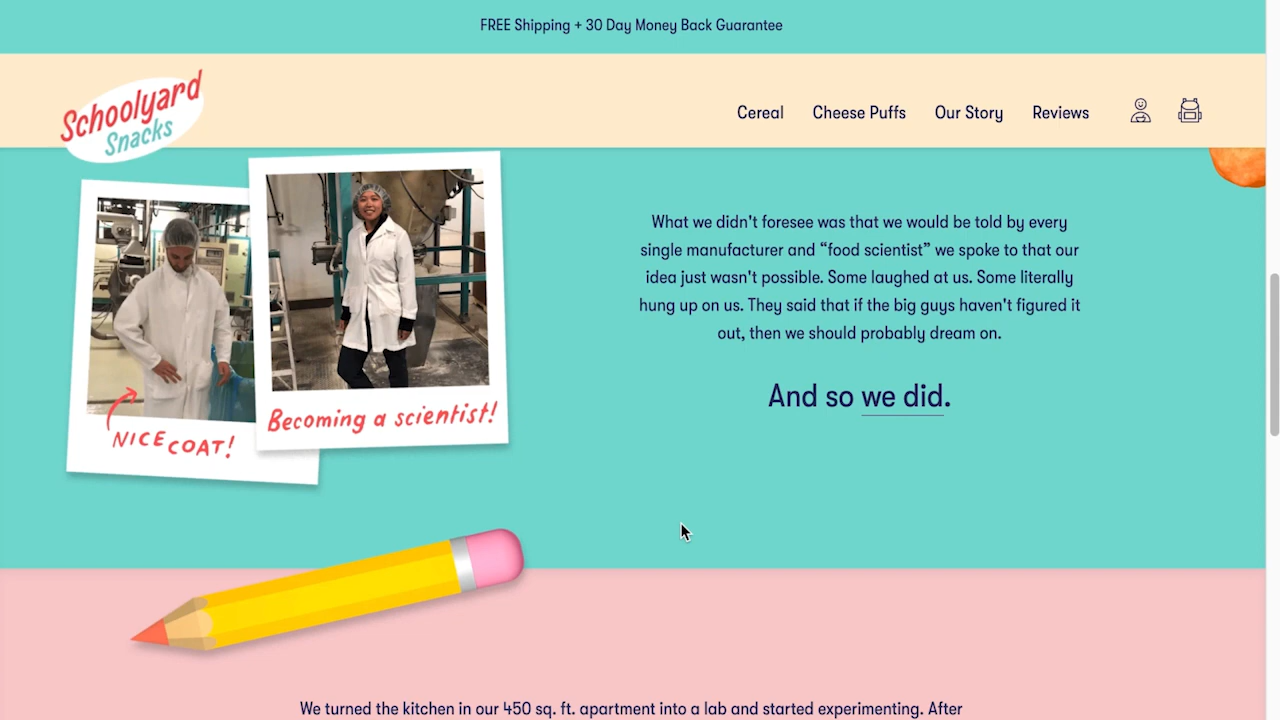 FREE Shipping + 30 Day Money Back Guarantee
Schoolyard
Snacks
Cereal
Cheese Puffs
Our Story
Reviews
What we didn't foresee was that we would be told by every
single manufacturer and “food scientist” we spoke to that our
idea just wasn't possible. Some laughed at us. Some literally
hung up on us. They said that if the big guys haven't figured it
out, then we should probably dream on.
And so we did.
NICE COAT!
Becoming a scientist!
We turned the kitchen in our 450 sq. ft. apartment into a lab and started experimenting. After